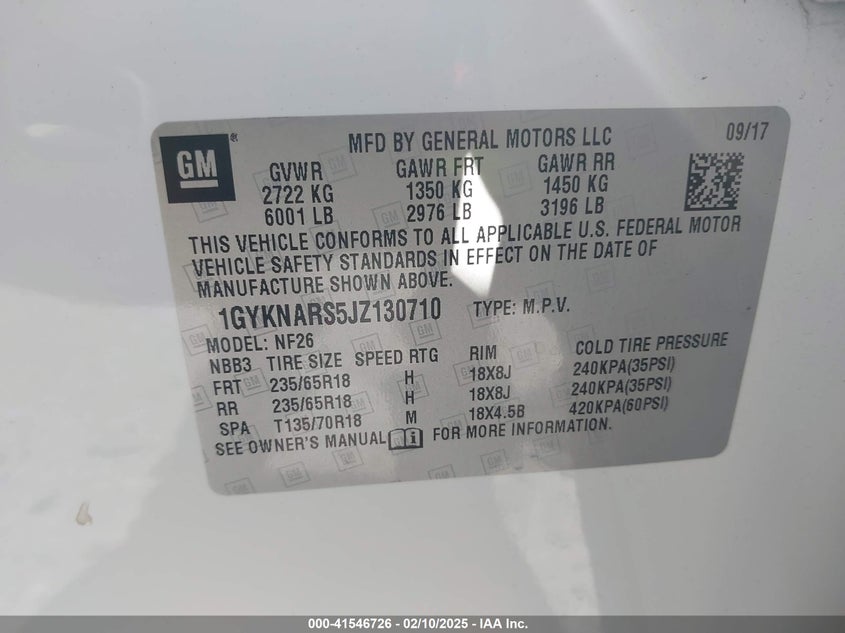 GM
MFD BY GENERAL MOTORS LLC 09/17
GVWR GAWR FRT GAWR RR
2722 KG 1350 KG 1450 KG
6001 LB 2976 LB 3196 LB
THIS VEHICLE CONFORMS TO ALL APPLICABLE U.S. FEDERAL MOTOR
VEHICLE SAFETY STANDARDS IN EFFECT ON THE DATE OF
MANUFACTURE SHOWN ABOVE.
1GYKNARS5JZ130710 TYPE: M.P.V.
MODEL: NF26
NBB3 TIRE SIZE SPEED RTG RIM COLD TIRE PRESSURE
FRT 235/65R18 H 18X8J 240KPA(35PSI)
RR 235/65R18 H 18X8J 240KPA(35PSI)
SPA T135/70R18 M 18X4.5B 420KPA(60PSI)
SEE OWNER'S MANUAL FOR MORE INFORMATION.
000-41546726 - 02/10/2025 - IAA Inc.